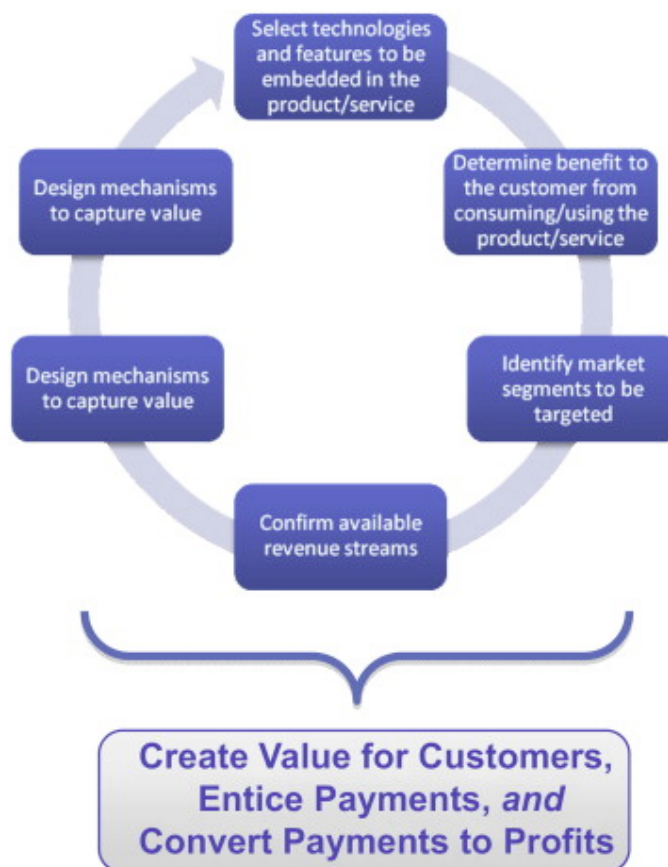 Select technologies
and features to be
embedded in the
product/service
Determine benefit to
the customer from
consuming/using the
product/service
Identify market
segments to be
targeted
Confirm available
revenue streams
Design mechanisms
to capture value
Design mechanisms
to capture value
Create Value for Customers,
Entice Payments, and
Convert Payments to Profits